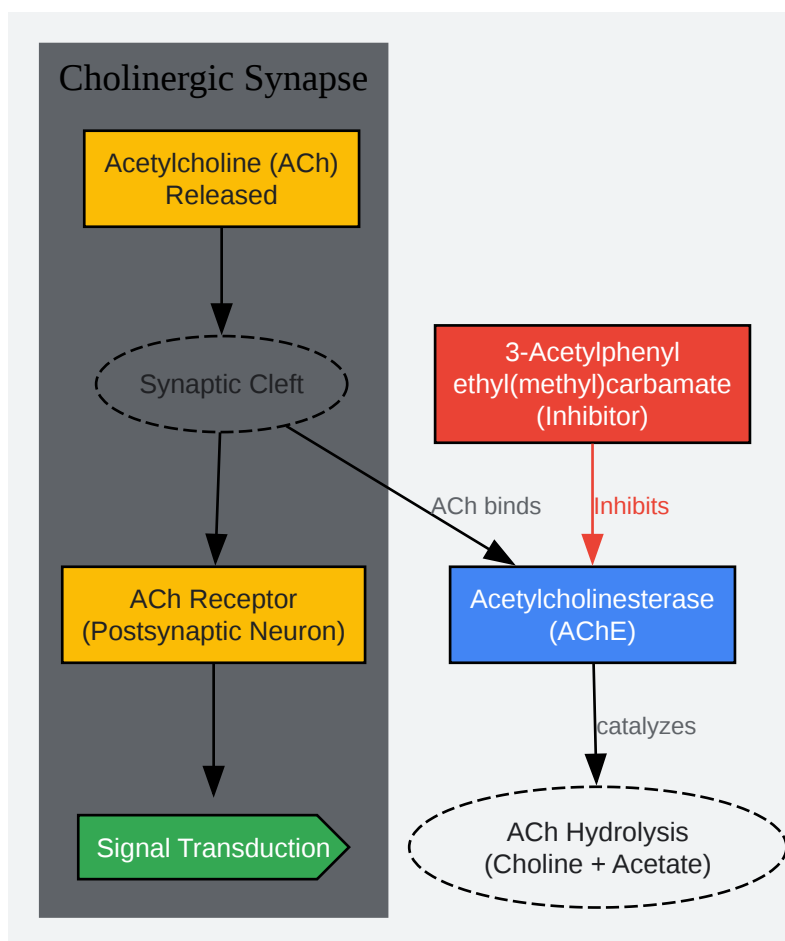 Cholinergic Synapse
Acetylcholine (ACh)
Released
Synaptic Cleft
3-Acetylphenyl
ethyl(methyl)carbamate
(Inhibitor)
ACh binds
Inhibits
ACh Receptor
(Postsynaptic Neuron)
Acetylcholinesterase
(AChE)
catalyzes
Signal Transduction
ACh Hydrolysis
(Choline + Acetate)